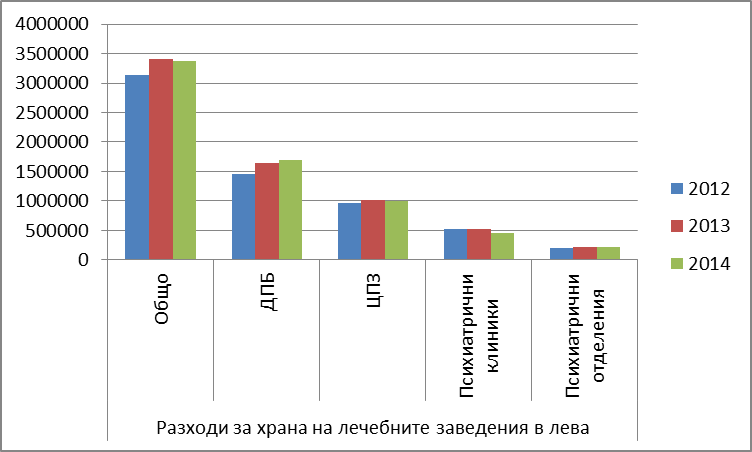 4000000
3500000
3000000
2500000
2000000
1500000
1000000
500000
0
2012
2013
2014
Общо
ДПБ
ЦПЗ
Психиатрични
клиники
Психиатрични
отделения
Разходи за храна на лечебните заведения в лева